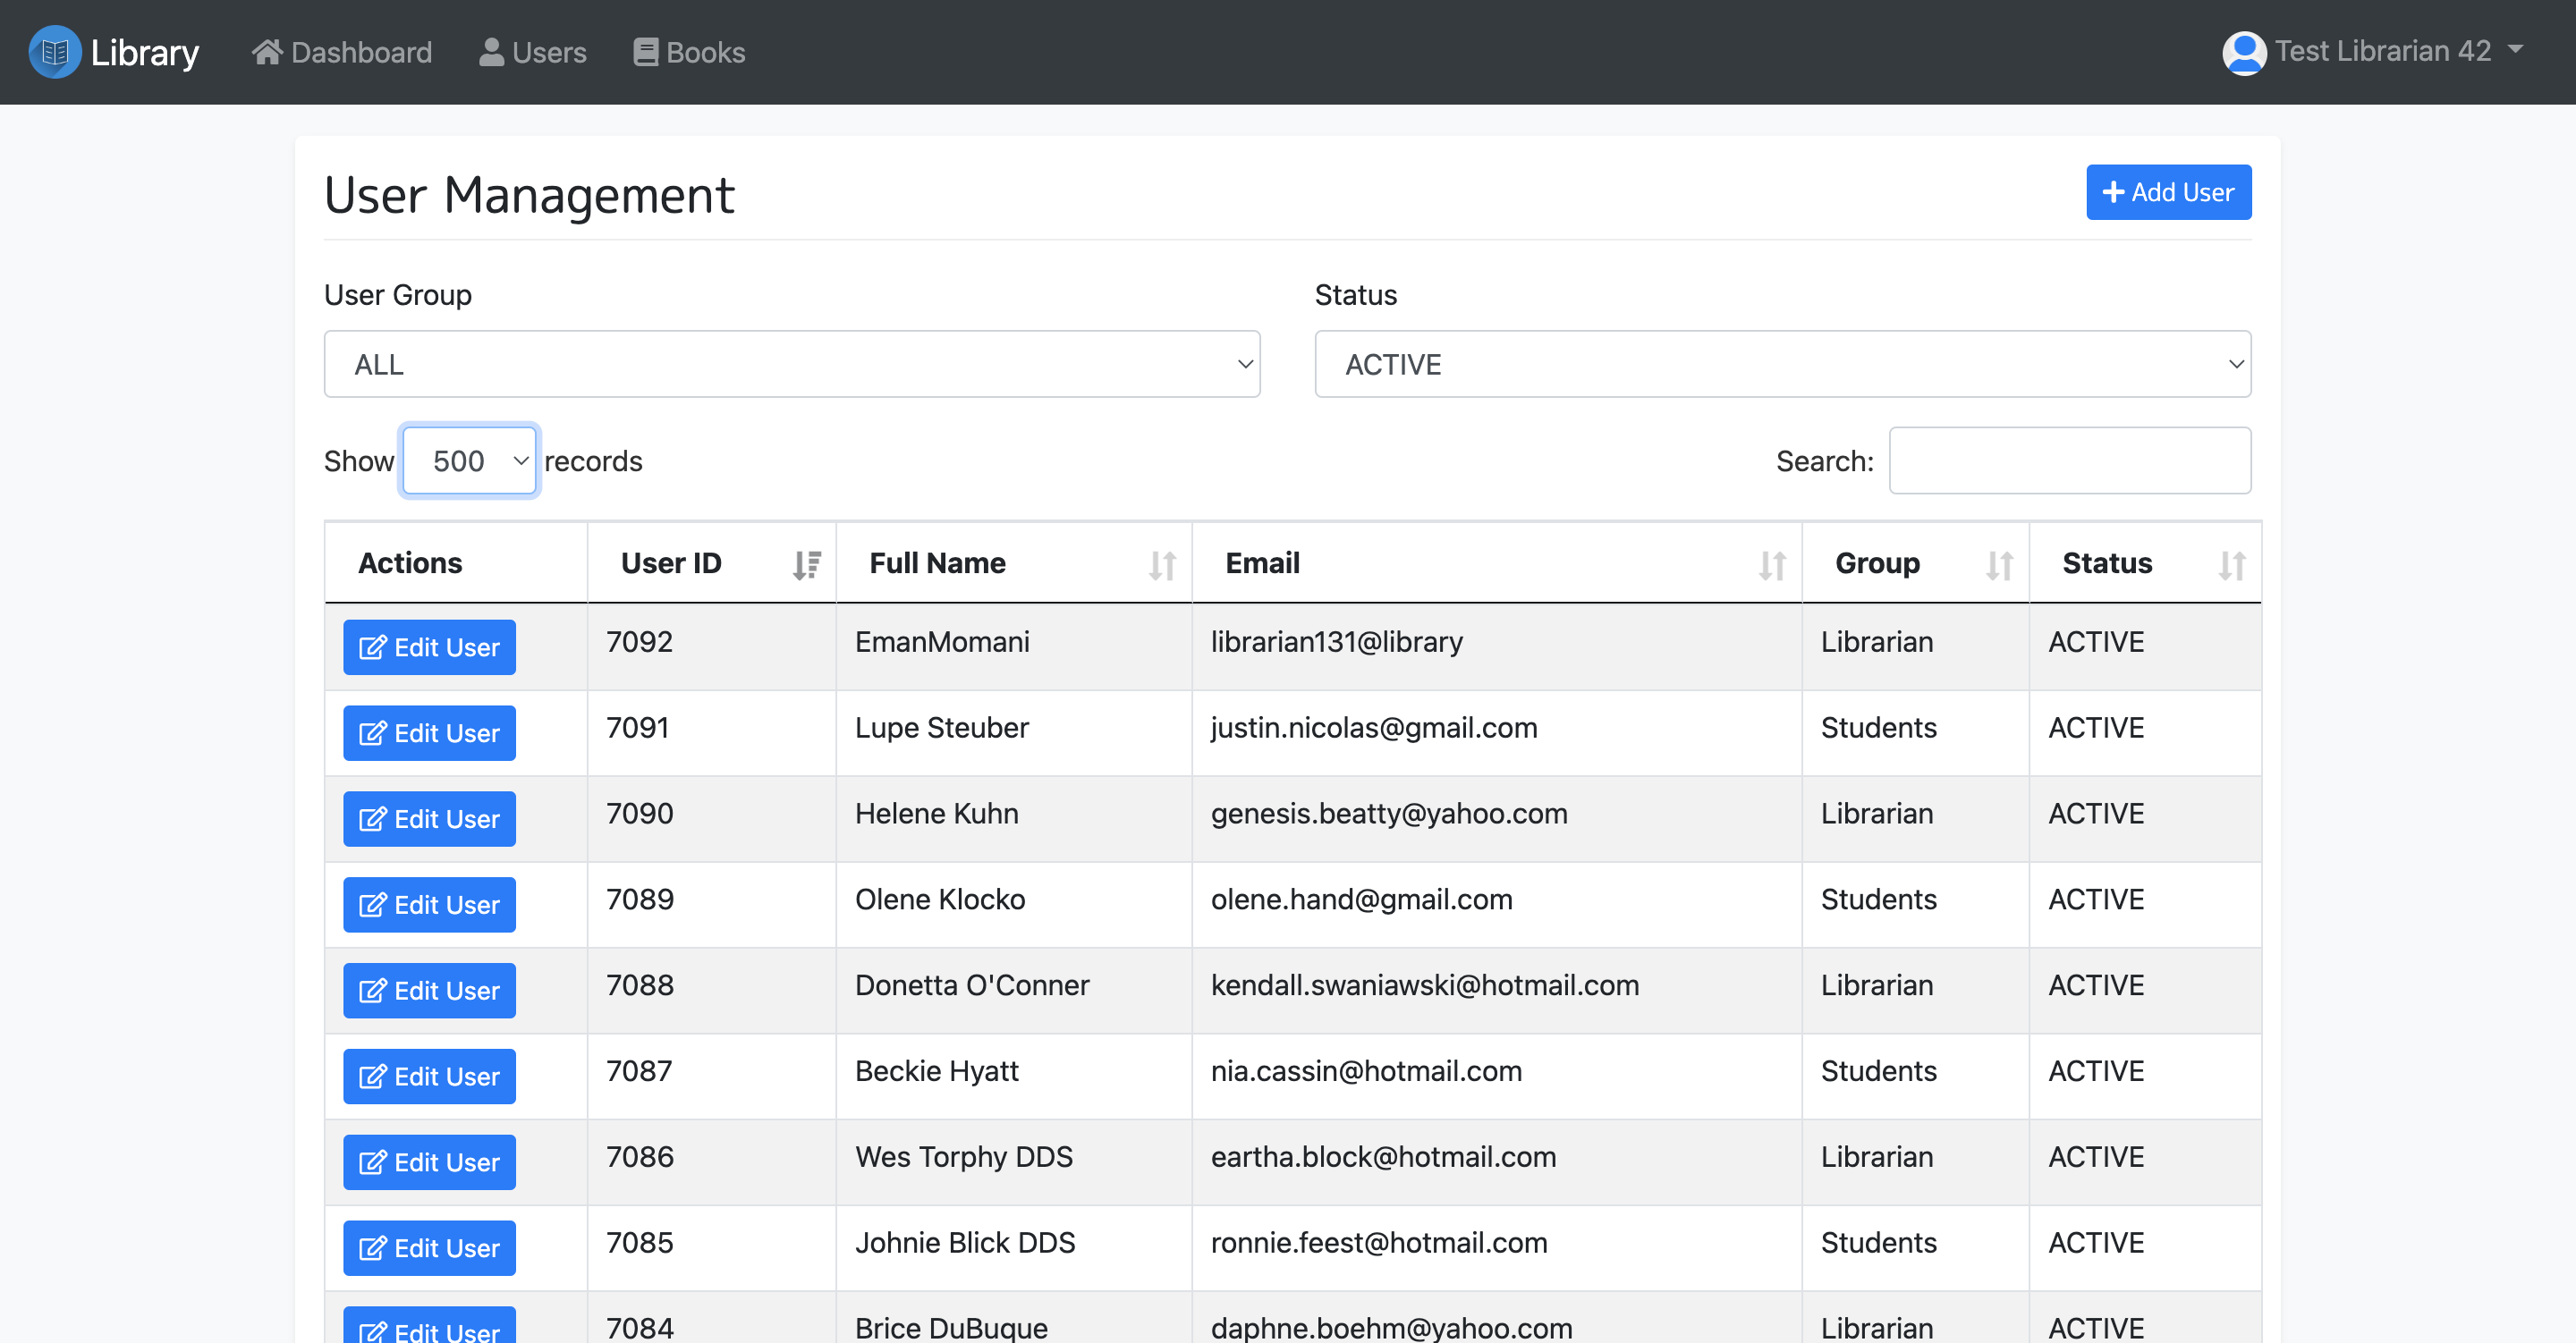 Library Dashboard Users Books Test Librarian 42
User Management + Add User
User Group Status
ALL ACTIVE
Show 500 records Search:
Actions User ID Full Name Email Group Status
Edit User 7092 EmanMomani librarian131@library Librarian ACTIVE
Edit User 7091 Lupe Steuber justin.nicolas@gmail.com Students ACTIVE
Edit User 7090 Helene Kuhn genesis.beatty@yahoo.com Librarian ACTIVE
Edit User 7089 Olene Klocko olene.hand@gmail.com Students ACTIVE
Edit User 7088 Donetta O'Conner kendall.swaniawski@hotmail.com Librarian ACTIVE
Edit User 7087 Beckie Hyatt nia.cassin@hotmail.com Students ACTIVE
Edit User 7086 Wes Torphy DDS eartha.block@hotmail.com Librarian ACTIVE
Edit User 7085 Johnie Blick DDS ronnie.feest@hotmail.com Students ACTIVE
Edit User 7084 Brice DuBuque daphne.boehm@yahoo.com Librarian ACTIVE